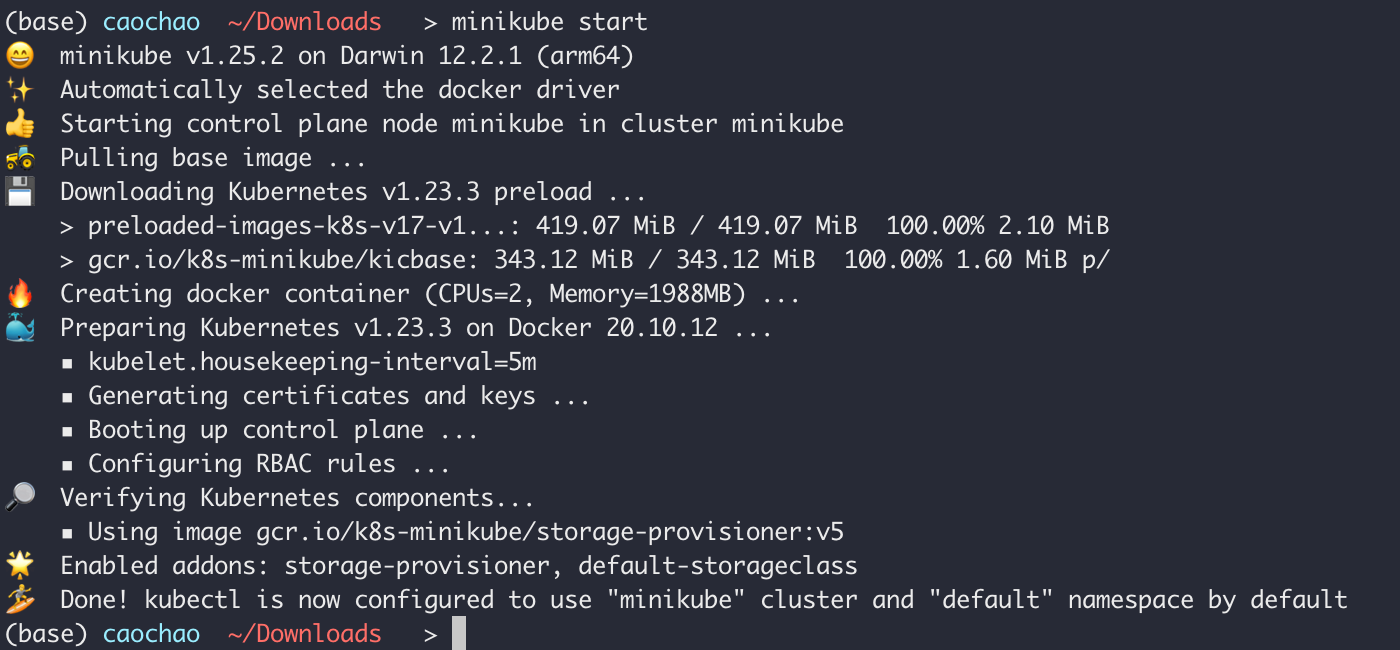 (base) caochao ~/Downloads > minikube start
😄 minikube v1.25.2 on Darwin 12.2.1 (arm64)
✨ Automatically selected the docker driver
👍 Starting control plane node minikube in cluster minikube
🚜 Pulling base image ...
💾 Downloading Kubernetes v1.23.3 preload ...
> preloaded-images-k8s-v17-v1...: 419.07 MiB / 419.07 MiB 100.00% 2.10 MiB
> gcr.io/k8s-minikube/kicbase: 343.12 MiB / 343.12 MiB 100.00% 1.60 MiB p/
🔥 Creating docker container (CPUs=2, Memory=1988MB) ...
🐳 Preparing Kubernetes v1.23.3 on Docker 20.10.12 ...
▪ kubelet.housekeeping-interval=5m
▪ Generating certificates and keys ...
▪ Booting up control plane ...
▪ Configuring RBAC rules ...
🔎 Verifying Kubernetes components...
▪ Using image gcr.io/k8s-minikube/storage-provisioner:v5
🌟 Enabled addons: storage-provisioner, default-storageclass
🏄 Done! kubectl is now configured to use "minikube" cluster and "default" namespace by default
(base) caochao ~/Downloads >